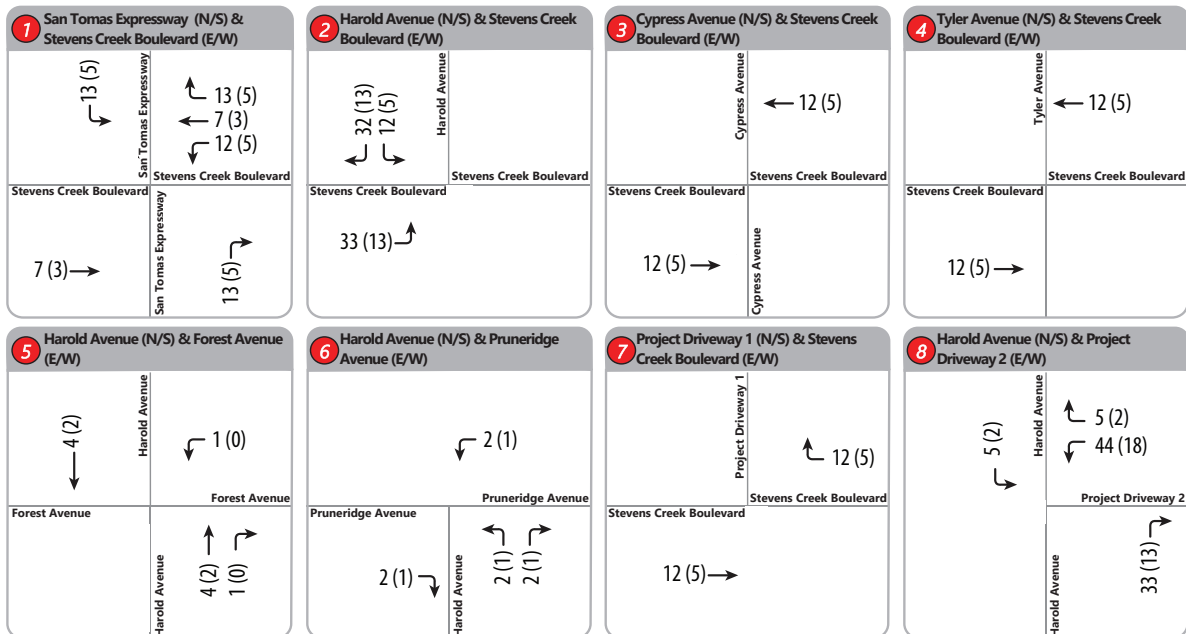 1 San Tomas Expressway (N/S) &
Stevens Creek Boulevard (E/W)
13 (5)
San Tomas Expressway
13 (5)
7 (3)
12 (5)
Stevens Creek Boulevard
Stevens Creek Boulevard
San Tomas Expressway
7 (3)
13 (5)
2 Harold Avenue (N/S) & Stevens Creek
Boulevard (E/W)
32 (13)
12 (5)
Harold Avenue
Stevens Creek Boulevard
Stevens Creek Boulevard
33 (13)
3 Cypress Avenue (N/S) & Stevens Creek
Boulevard (E/W)
Cypress Avenue
12 (5)
Stevens Creek Boulevard
Stevens Creek Boulevard
12 (5)
Cypress Avenue
4 Tyler Avenue (N/S) & Stevens Creek
Boulevard (E/W)
Tyler Avenue
12 (5)
Stevens Creek Boulevard
Stevens Creek Boulevard
12 (5)
5 Harold Avenue (N/S) & Forest Avenue
(E/W)
4 (2)
Harold Avenue
1 (0)
Forest Avenue
Forest Avenue
Harold Avenue
4 (2)
1 (0)
6 Harold Avenue (N/S) & Pruneridge
Avenue (E/W)
2 (1)
Pruneridge Avenue
Pruneridge Avenue
2 (1)
Harold Avenue
2 (1)
2 (1)
7 Project Driveway 1 (N/S) & Stevens
Creek Boulevard (E/W)
Project Driveway 1
12 (5)
Stevens Creek Boulevard
Stevens Creek Boulevard
12 (5)
8 Harold Avenue (N/S) & Project
Driveway 2 (E/W)
5 (2)
Harold Avenue
5 (2)
44 (18)
Project Driveway 2
Harold Avenue
33 (13)